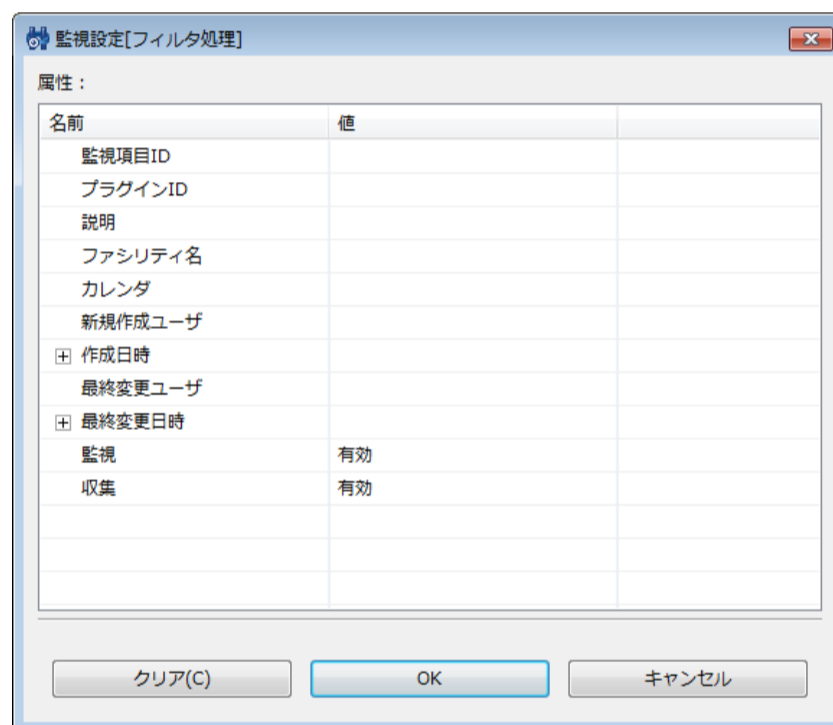 監視設定[フィルタ処理]
属性：
名前 値
監視項目ID
プラグインID
説明
ファシリティ名
カレンダ
新規作成ユーザ
作成日時
最終変更ユーザ
最終変更日時
監視 有効
収集 有効
クリア(C) OK キャンセル